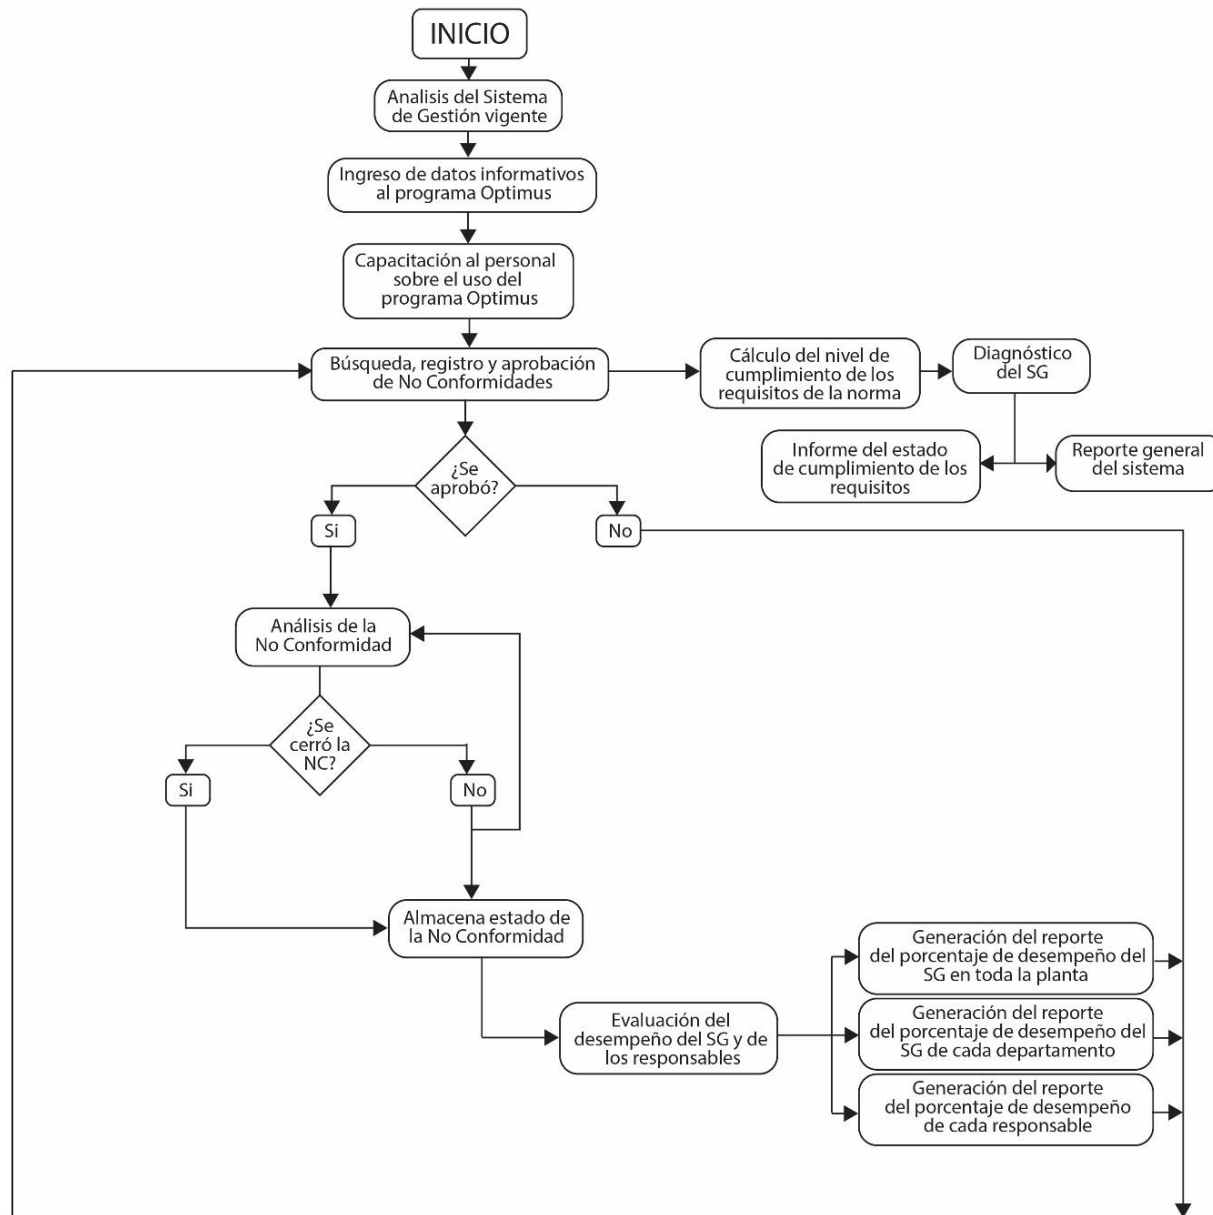 INICIO
Analisis del Sistema
de Gestión vigente
Ingreso de datos informativos
al programa Optimus
Capacitación al personal
sobre el uso del
programa Optimus
Búsqueda, registro y aprobación
de No Conformidades
Cálculo del nivel de
cumplimiento de los
requisitos de la norma
Diagnóstico
del SG
Informe del estado
de cumplimiento de los
requisitos
Reporte general
del sistema
¿Se
aprobó?
Si
No
Análisis de la
No Conformidad
¿Se
cerró la
NC?
Si
No
Almacena estado de
la No Conformidad
Evaluación del
desempeño del SG y de
los responsables
Generación del reporte
del porcentaje de desempeño del
SG en toda la planta
Generación del reporte
del porcentaje de desempeño del
SG de cada departamento
Generación del reporte
del porcentaje de desempeño
de cada responsable